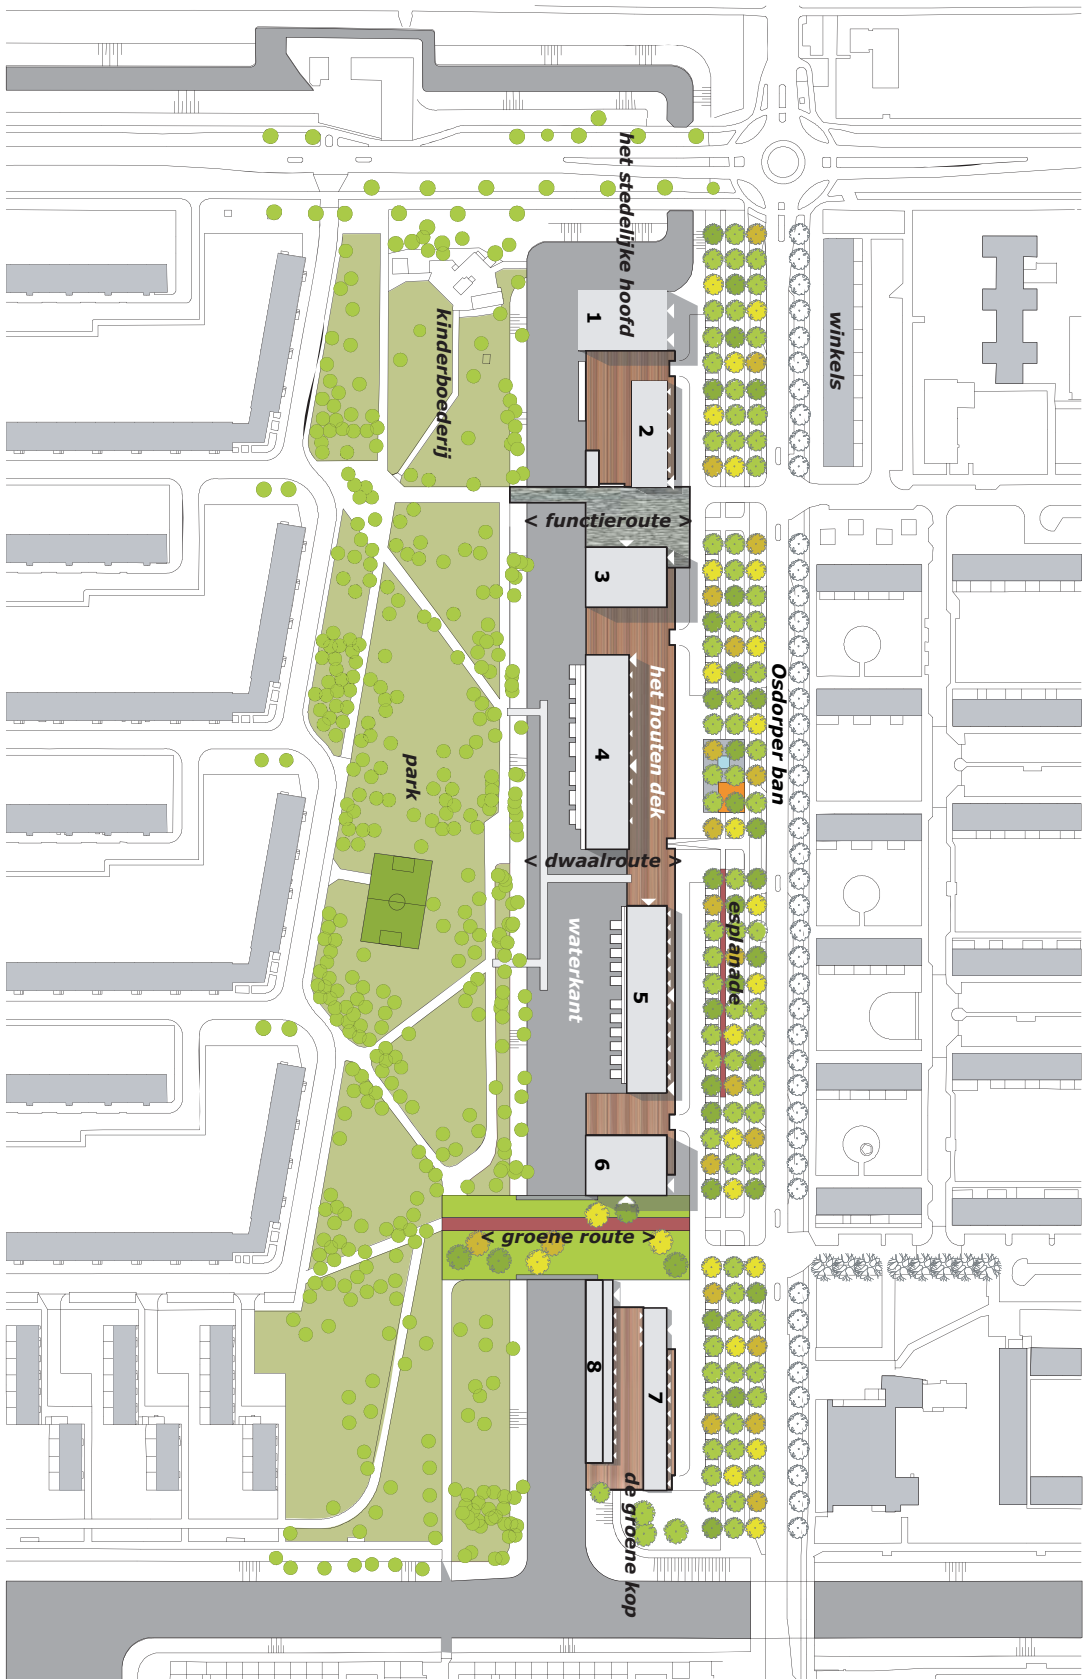 het stedelijke hoofd
1
winkels
kinderboederij
2
< functieroute >
3
het houten dek
Osdorper ban
4
park
< dwaalroute >
esplanade
waterkant
5
6
< groene route >
8
7
de groene kop